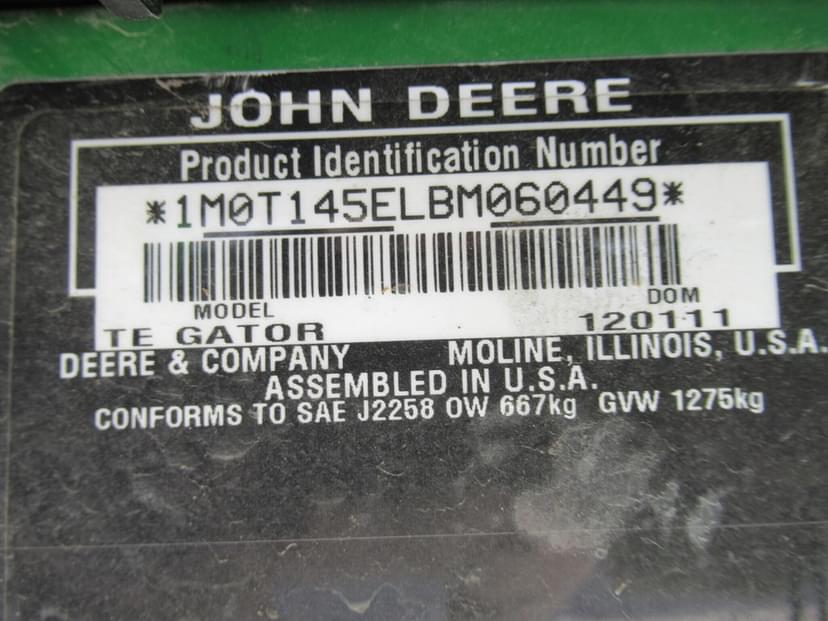 JOHN DEERE
Product Identification Number
*1M0T145ELBM060449*
MODEL DOM
TE GATOR 120111
DEERE & COMPANY MOLINE, ILLINOIS, U.S.A.
ASSEMBLED IN U.S.A.
CONFORMS TO SAE J2258 OW 667kg GVW 1275kg